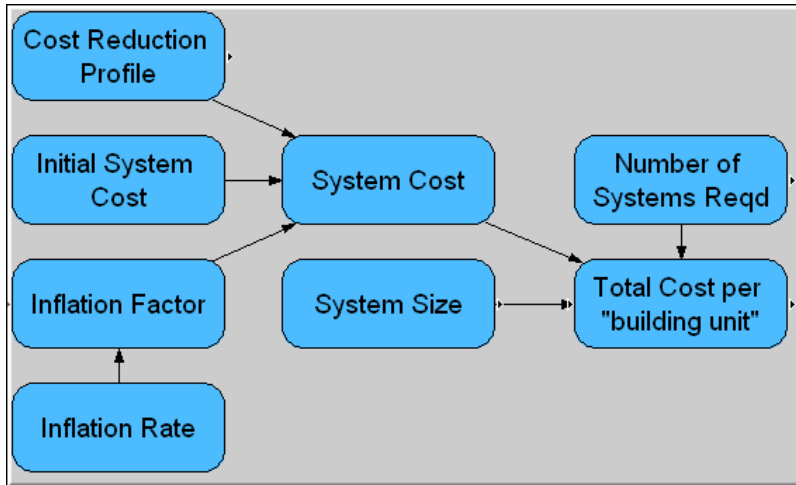 Cost Reduction
Profile
Initial System
Cost
System Cost
Number of
Systems Reqd
Inflation Factor
System Size
Total Cost per
"building unit"
Inflation Rate